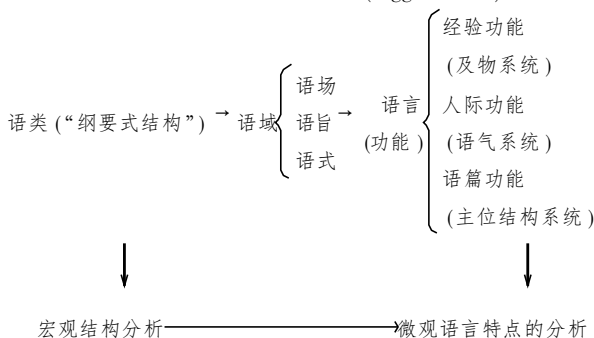 经验功能
(及物系统)
语场
语类 (“纲要式结构”) → 语域 语旨 → 语言 人际功能
(功能) (语气系统)
语式
语篇功能
(主位结构系统)
宏观结构分析 微观语言特点的分析